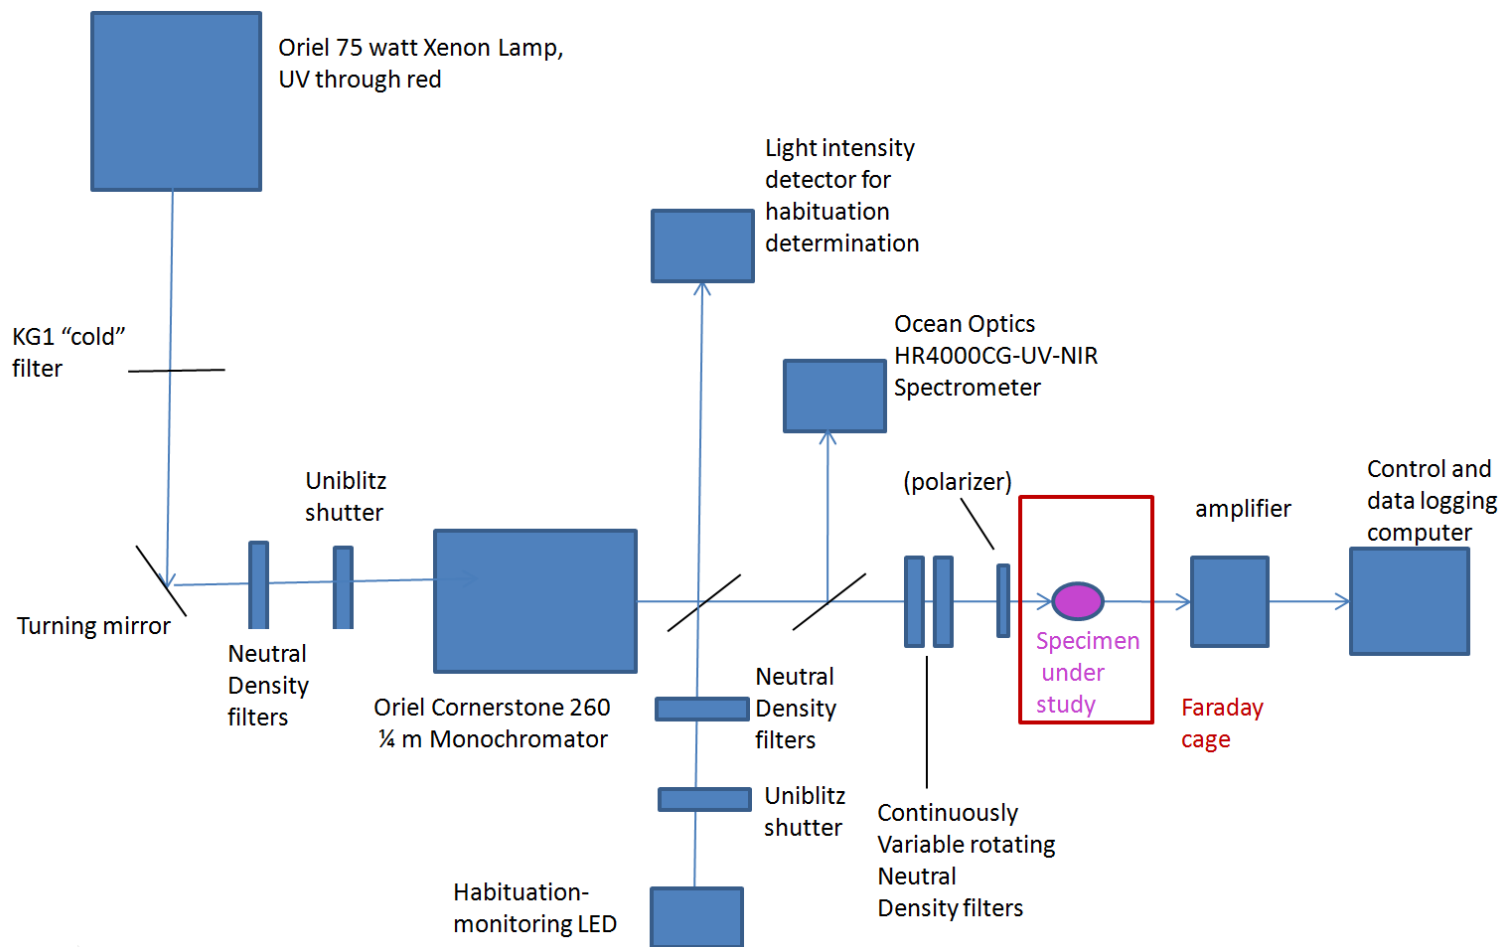 Oriel 75 watt Xenon Lamp,
UV through red
Light intensity
detector for
habituation
determination
KG1 “cold”
filter
Ocean Optics
HR4000CG-UV-NIR
Spectrometer
Uniblitz
shutter
(polarizer)
Control and
data logging
computer
amplifier
Turning mirror
Neutral
Density
filters
Oriel Cornerstone 260
¼ m Monochromator
Neutral
Density
filters
Specimen
under
study
Faraday
cage
Uniblitz
shutter
Continuously
Variable rotating
Neutral
Density filters
Habituation-
monitoring LED